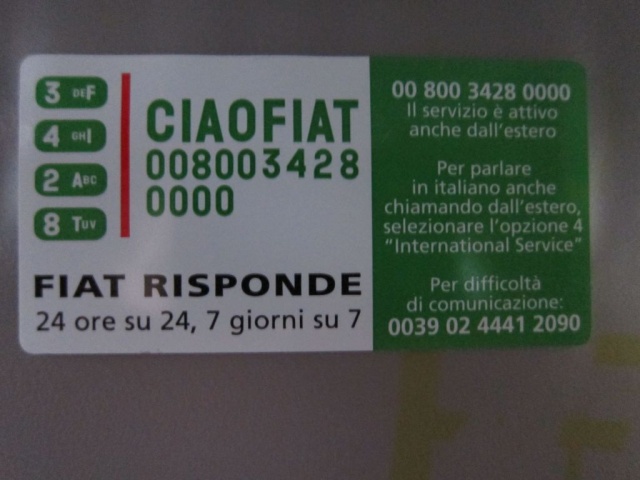 3 DEF
4 GHI
2 ABC
8 TUV
CIAOFIAT
008003428
0000
FIAT RISPONDE
24 ore su 24, 7 giorni su 7
00 800 3428 0000
Il servizio è attivo
anche dall'estero
Per parlare
in italiano anche
chiamando dall'estero,
selezionare l'opzione 4
"International Service"
Per difficoltà
di comunicazione:
0039 02 4441 2090